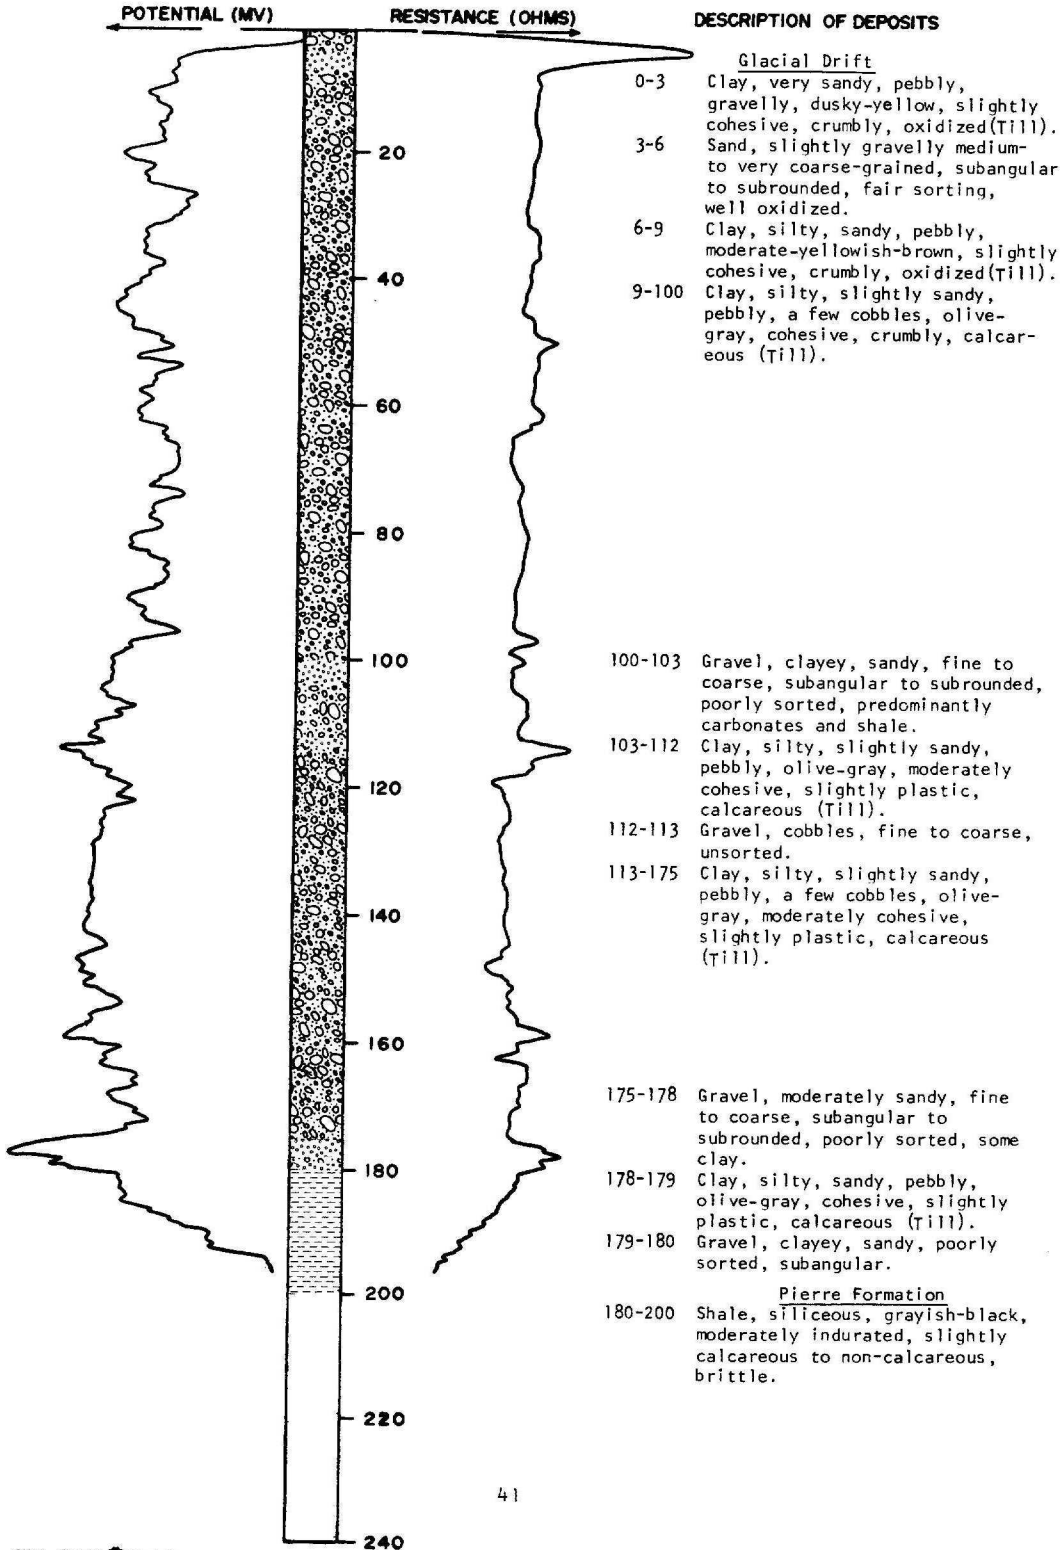 POTENTIAL (MV)
RESISTANCE (OHMS)
DESCRIPTION OF DEPOSITS
Glacial Drift
0-3 Clay, very sandy, pebbly,
gravelly, dusky-yellow, slightly
cohesive, crumbly, oxidized(Till).
3-6 Sand, slightly gravelly medium-
to very coarse-grained, subangular
to subrounded, fair sorting,
well oxidized.
6-9 Clay, silty, sandy, pebbly,
moderate-yellowish-brown, slightly
cohesive, crumbly, oxidized(Till).
9-100 Clay, silty, slightly sandy,
pebbly, a few cobbles, olive-
gray, cohesive, crumbly, calcar-
eous (Till).
100-103 Gravel, clayey, sandy, fine to
coarse, subangular to subrounded,
poorly sorted, predominantly
carbonates and shale.
103-112 Clay, silty, slightly sandy,
pebbly, olive-gray, moderately
cohesive, slightly plastic,
calcareous (Till).
112-113 Gravel, cobbles, fine to coarse,
unsorted.
113-175 Clay, silty, slightly sandy,
pebbly, a few cobbles, olive-
gray, moderately cohesive,
slightly plastic, calcareous
(Till).
175-178 Gravel, moderately sandy, fine
to coarse, subangular to
subrounded, poorly sorted, some
clay.
178-179 Clay, silty, sandy, pebbly,
olive-gray, cohesive, slightly
plastic, calcareous (Till).
179-180 Gravel, clayey, sandy, poorly
sorted, subangular.
Pierre Formation
180-200 Shale, siliceous, grayish-black,
moderately indurated, slightly
calcareous to non-calcareous,
brittle.
20
40
60
80
100
120
140
160
180
200
220
240
41